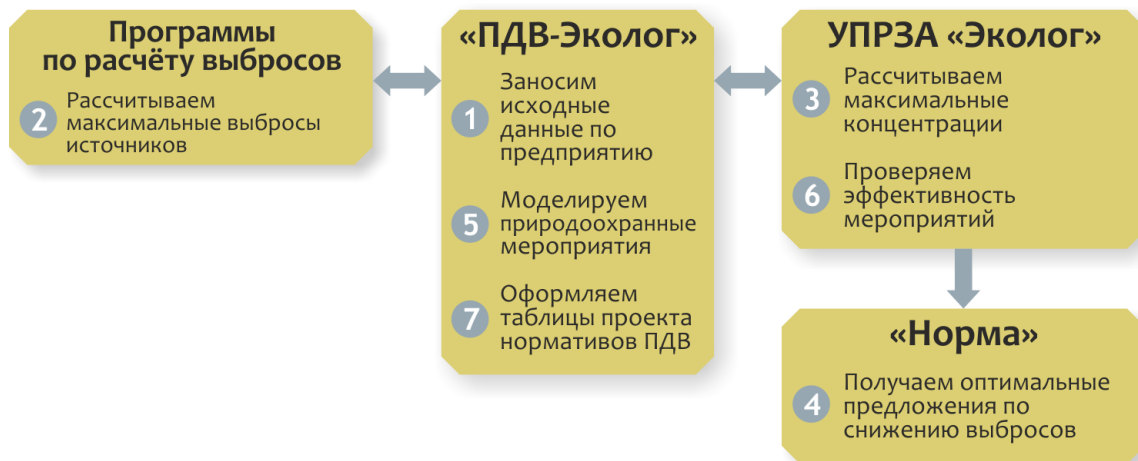 Программы
по расчёту выбросов
2
Рассчитываем
максимальные выбросы
источников
«ПДВ-Эколог»
1
Заносим
исходные
данные по
предприятию
5
Моделируем
природоохранные
мероприятия
7
Оформляем
таблицы проекта
нормативов ПДВ
УПРЗА «Эколог»
3
Рассчитываем
максимальные
концентрации
6
Проверяем
эффективность
мероприятий
«Норма»
4
Получаем оптимальные
предложения по
снижению выбросов